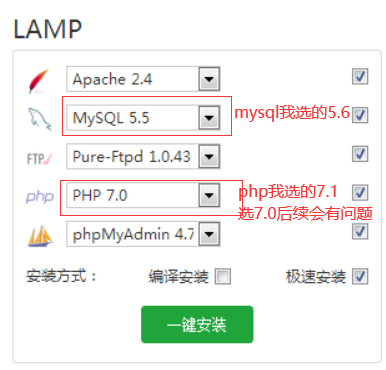 LAMP
Apache 2.4
MySQL 5.5
mysql我选的5.6
FTP
Pure-Ftpd 1.0.43
php
PHP 7.0
php我选的7.1
选7.0后续会有问题
phpMyAdmin 4.7
安装方式： 编译安装 极速安装
一键安装